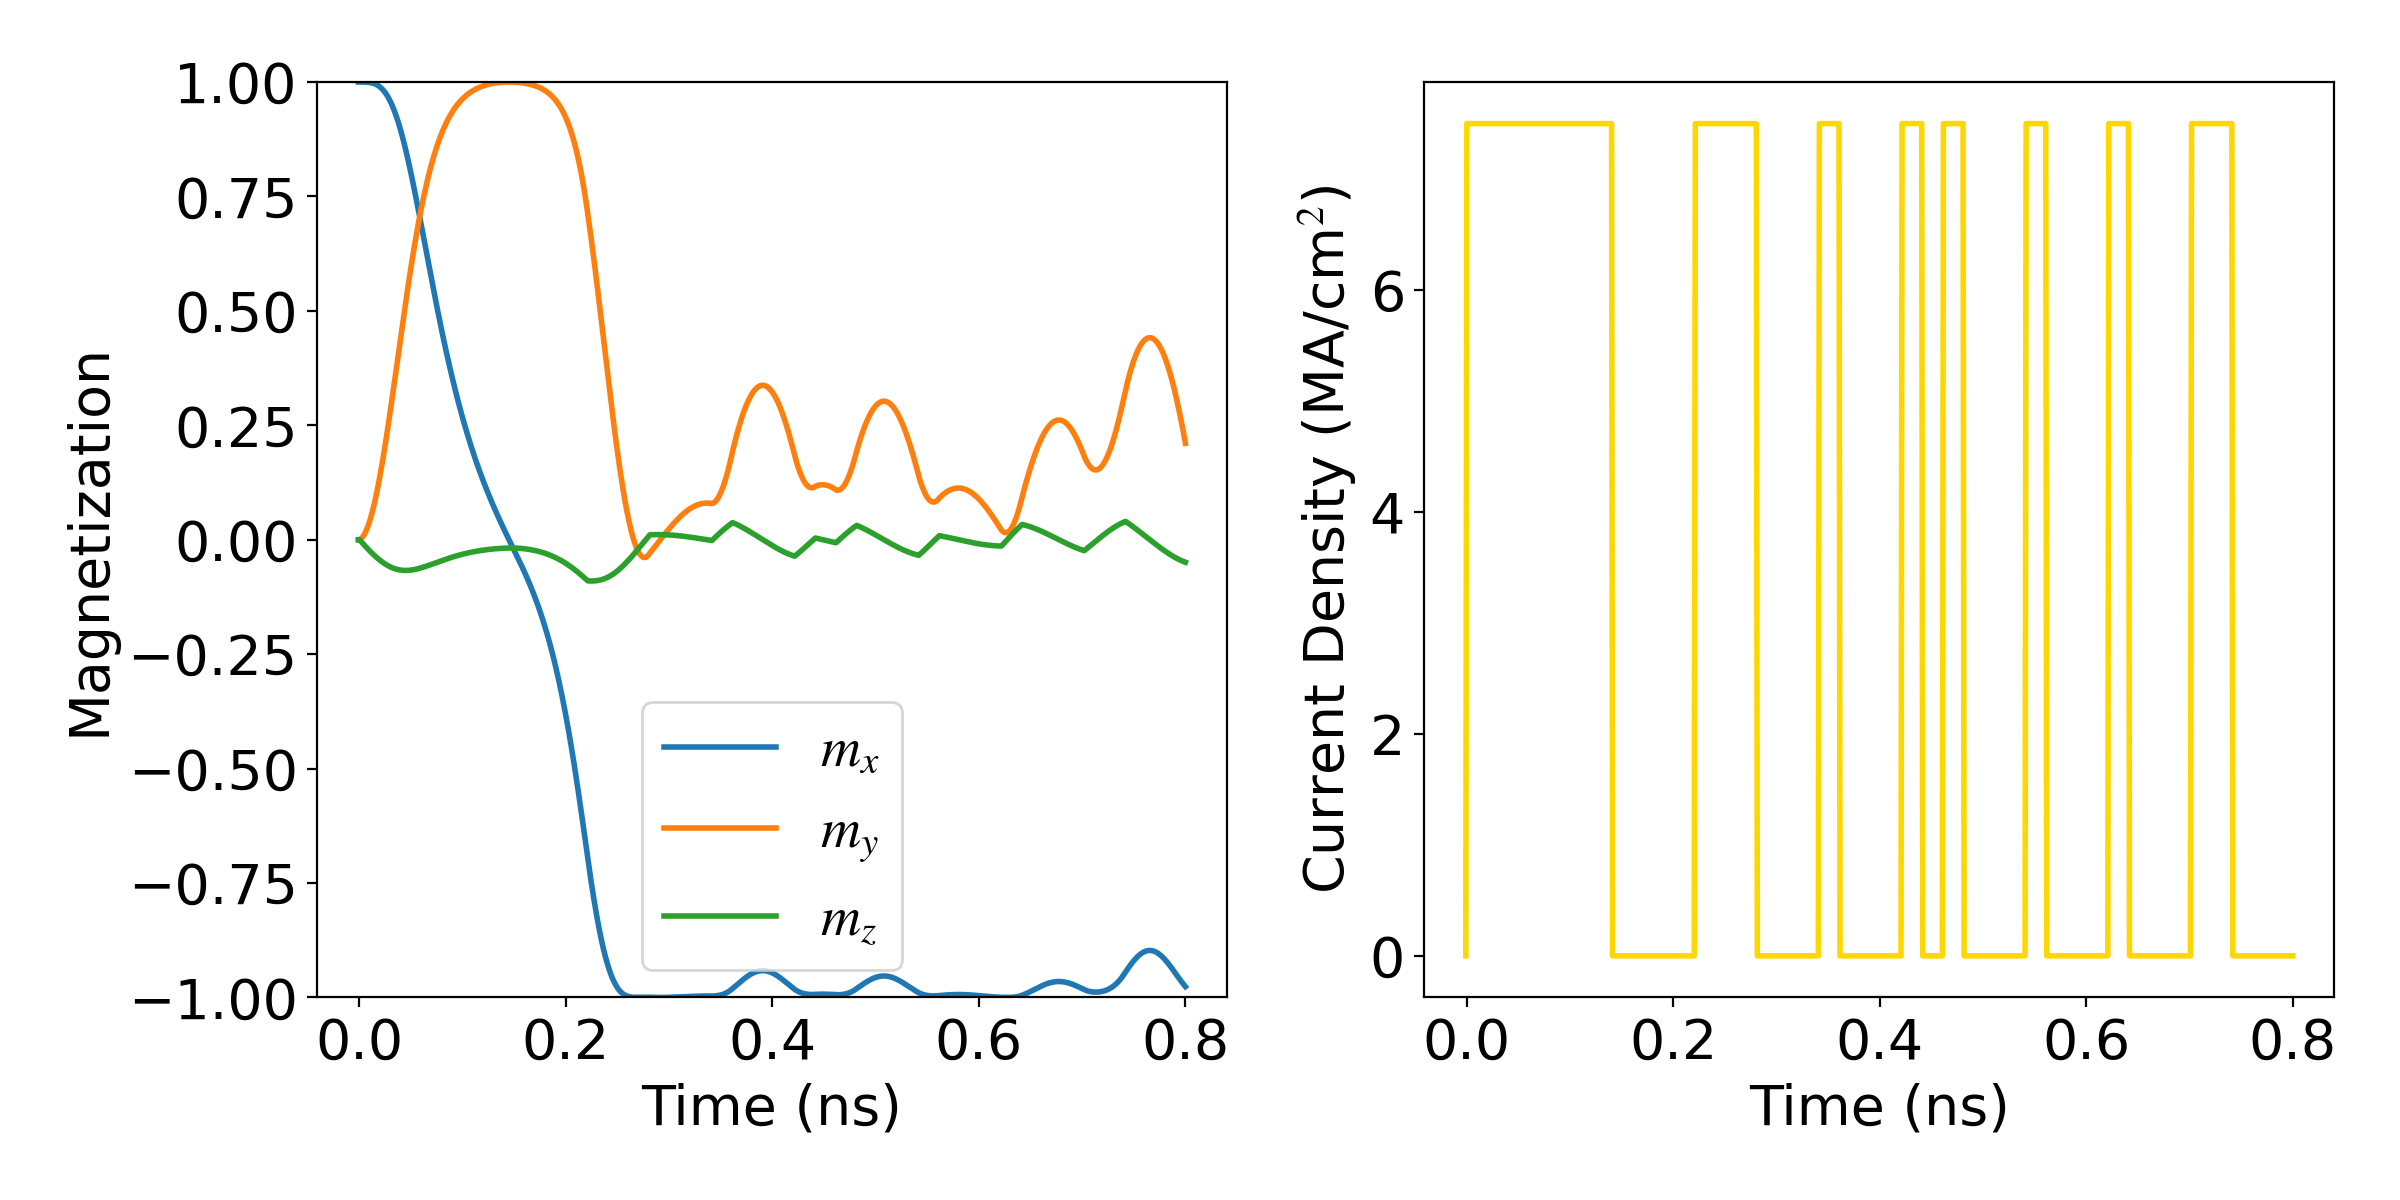 Magnetization
1.00
0.75
0.50
0.25
0.00
−0.25
−0.50
−0.75
−1.00
0.0 0.2 0.4 0.6 0.8
Time (ns)
m_x
m_y
m_z
Current Density (MA/cm²)
6
4
2
0
0.0 0.2 0.4 0.6 0.8
Time (ns)